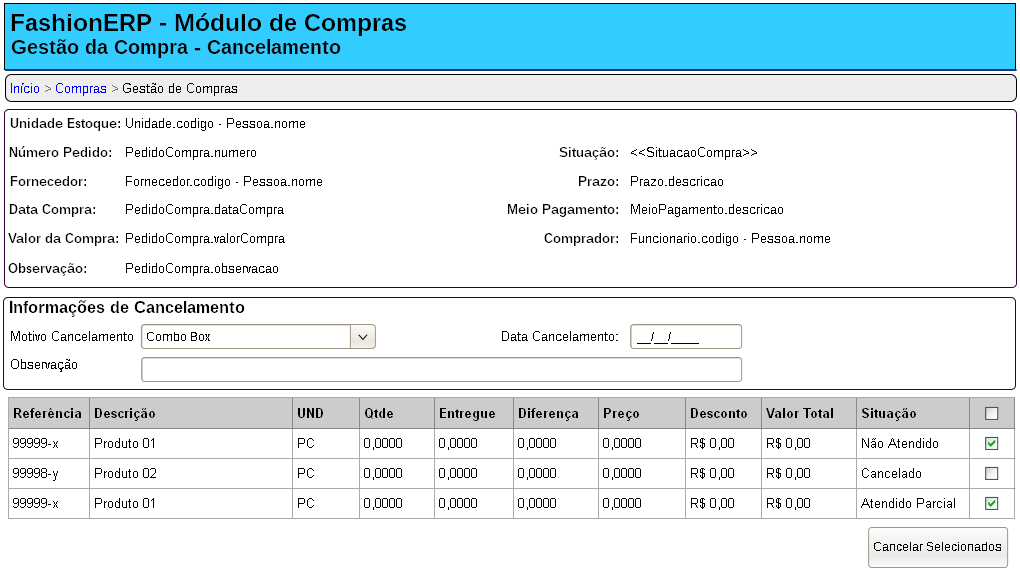 FashionERP - Módulo de Compras
Gestão da Compra - Cancelamento
Início > Compras > Gestão de Compras
Unidade Estoque: Unidade.codigo - Pessoa.nome
Número Pedido: PedidoCompra.numero Situação: <<SituacaoCompra>>
Fornecedor: Fornecedor.codigo - Pessoa.nome Prazo: Prazo.descricao
Data Compra: PedidoCompra.dataCompra Meio Pagamento: MeioPagamento.descricao
Valor da Compra: PedidoCompra.valorCompra Comprador: Funcionario.codigo - Pessoa.nome
Observação: PedidoCompra.observacao
Informações de Cancelamento
Motivo Cancelamento Combo Box Data Cancelamento: __/__/____
Observação
Referència Descrição UND Qtde Entregue Diferença Preço Desconto Valor Total Situação
99999-x Produto 01 PC 0,0000 0,0000 0,0000 0,0000 R$ 0,00 R$ 0,00 Não Atendido
99998-y Produto 02 PC 0,0000 0,0000 0,0000 0,0000 R$ 0,00 R$ 0,00 Cancelado
99999-x Produto 01 PC 0,0000 0,0000 0,0000 0,0000 R$ 0,00 R$ 0,00 Atendido Parcial
Cancelar Selecionados